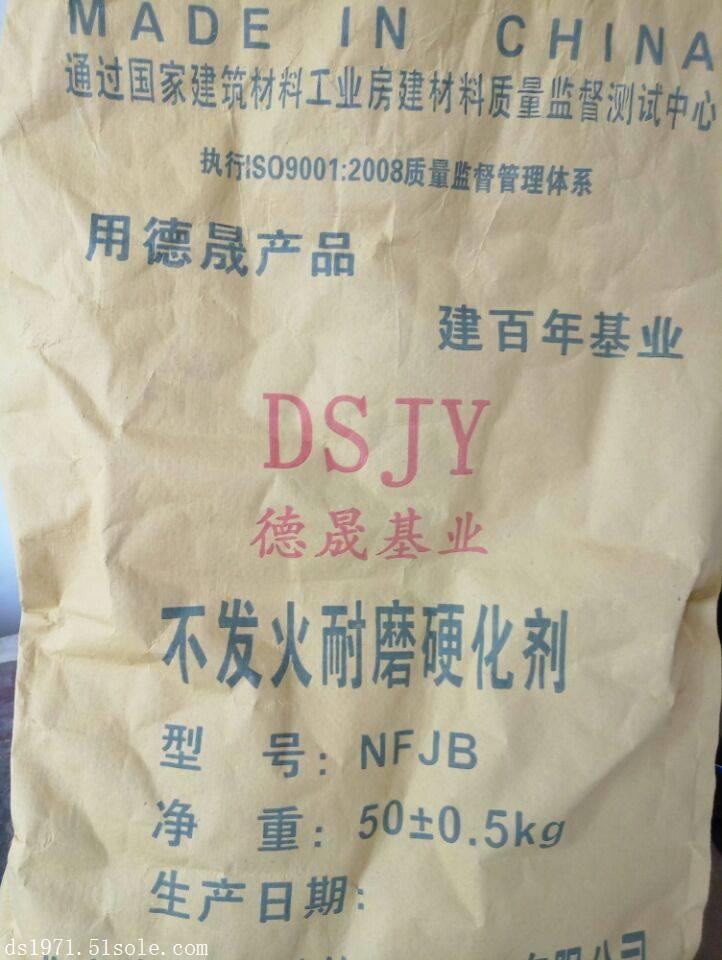 MADE IN CHINA
通过国家建筑材料工业房建材料质量监督测试中心
执行ISO9001:2008质量监督管理体系
用德晟产品
建百年基业
DSJY
德晟基业
不发火耐磨硬化剂
型 号: NFJB
净 重: 50±0.5kg
生产日期:
有限公司
ds1971.51sole.com